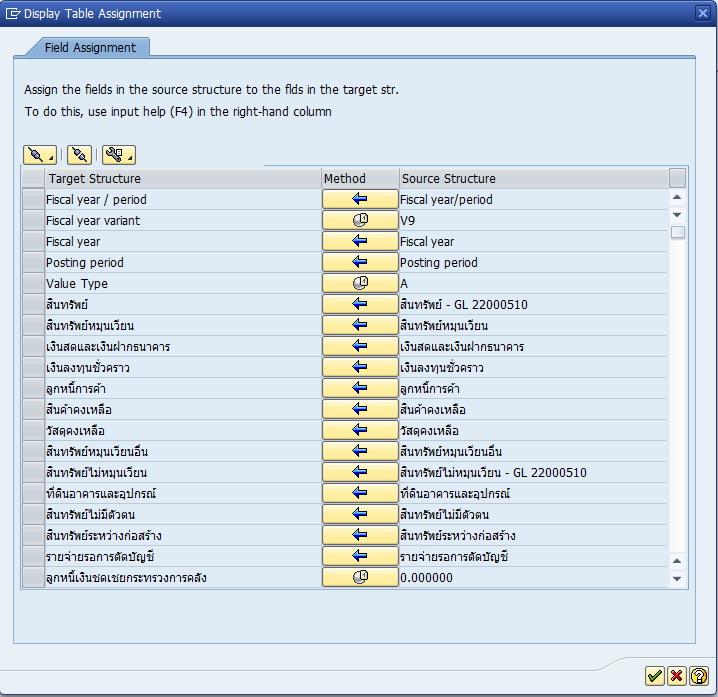 Display Table Assignment
Field Assignment
Assign the fields in the source structure to the flds in the target str.
To do this, use input help (F4) in the right-hand column
Target Structure Method Source Structure
Fiscal year / period Fiscal year/period
Fiscal year variant V9
Fiscal year Fiscal year
Posting period Posting period
Value Type A
สินทรัพย์ สินทรัพย์ - GL 22000510
สินทรัพย์หมุนเวียน สินทรัพย์หมุนเวียน
เงินสดและเงินฝากธนาคาร เงินสดและเงินฝากธนาคาร
เงินลงทุนชั่วคราว เงินลงทุนชั่วคราว
ลูกหนี้การค้า ลูกหนี้การค้า
สินค้าคงเหลือ สินค้าคงเหลือ
วัสดุคงเหลือ วัสดุคงเหลือ
สินทรัพย์หมุนเวียนอื่น สินทรัพย์หมุนเวียนอื่น
สินทรัพย์ไม่หมุนเวียน สินทรัพย์ไม่หมุนเวียน - GL 22000510
ที่ดินอาคารและอุปกรณ์ ที่ดินอาคารและอุปกรณ์
สินทรัพย์ไม่มีตัวตน สินทรัพย์ไม่มีตัวตน
สินทรัพย์ระหว่างก่อสร้าง สินทรัพย์ระหว่างก่อสร้าง
รายจ่ายรอการตัดบัญชี รายจ่ายรอการตัดบัญชี
ลูกหนี้เงินชดเชยกระทรวงการคลัง 0.000000